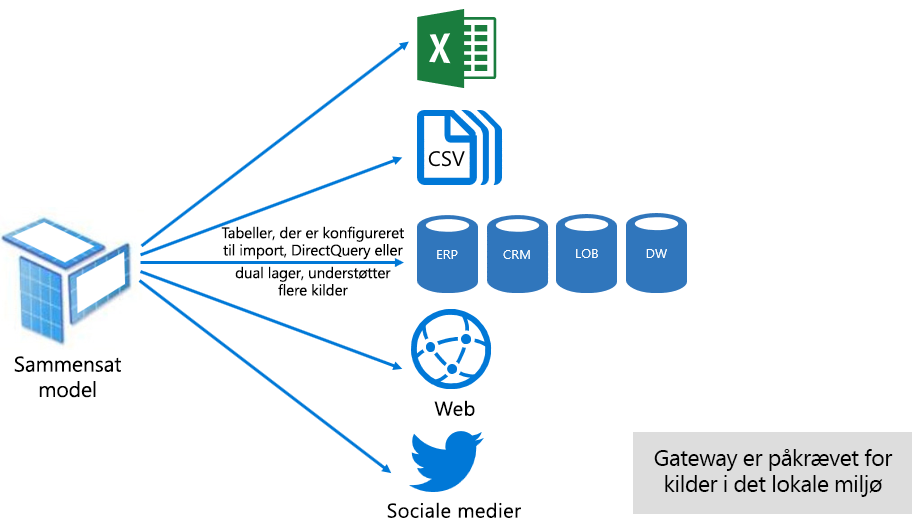 X
CSV
Tabeller, der er konfigureret
til import, DirectQuery eller
dual lager, understøtter
flere kilder
ERP
CRM
LOB
DW
Sammensat
model
Web
Sociale medier
Gateway er påkrævet for
kilder i det lokale miljø